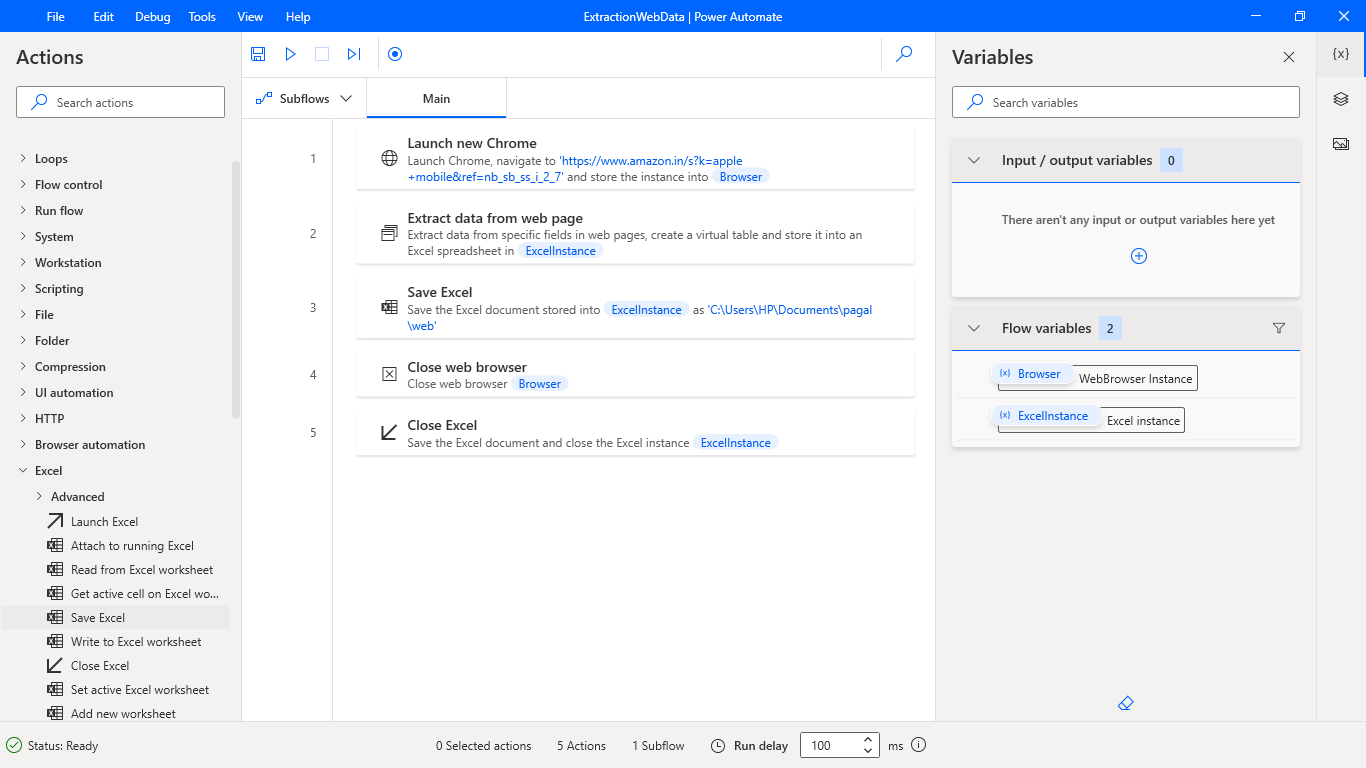 File Edit Debug Tools View Help
ExtractionWebData | Power Automate
Actions
Search actions
Loops
Flow control
Run flow
System
Workstation
Scripting
File
Folder
Compression
UI automation
HTTP
Browser automation
Excel
Advanced
Launch Excel
Attach to running Excel
Read from Excel worksheet
Get active cell on Excel wo...
Save Excel
Write to Excel worksheet
Close Excel
Set active Excel worksheet
Add new worksheet
Subflows
Main
1
Launch new Chrome
Launch Chrome, navigate to 'https://www.amazon.in/s?k=apple
+mobile&ref=nb_sb_ss_i_2_7' and store the instance into Browser
2
Extract data from web page
Extract data from specific fields in web pages, create a virtual table and store it into an
Excel spreadsheet in ExcelInstance
3
Save Excel
Save the Excel document stored into ExcelInstance as 'C:\Users\HP\Documents\pagal
\web'
4
Close web browser
Close web browser Browser
5
Close Excel
Save the Excel document and close the Excel instance ExcelInstance
Variables
{x}
Search variables
Input / output variables 0
There aren't any input or output variables here yet
Flow variables 2
(x) Browser WebBrowser Instance
(x) ExcelInstance Excel instance
Status: Ready
0 Selected actions
5 Actions
1 Subflow
Run delay 100 ms